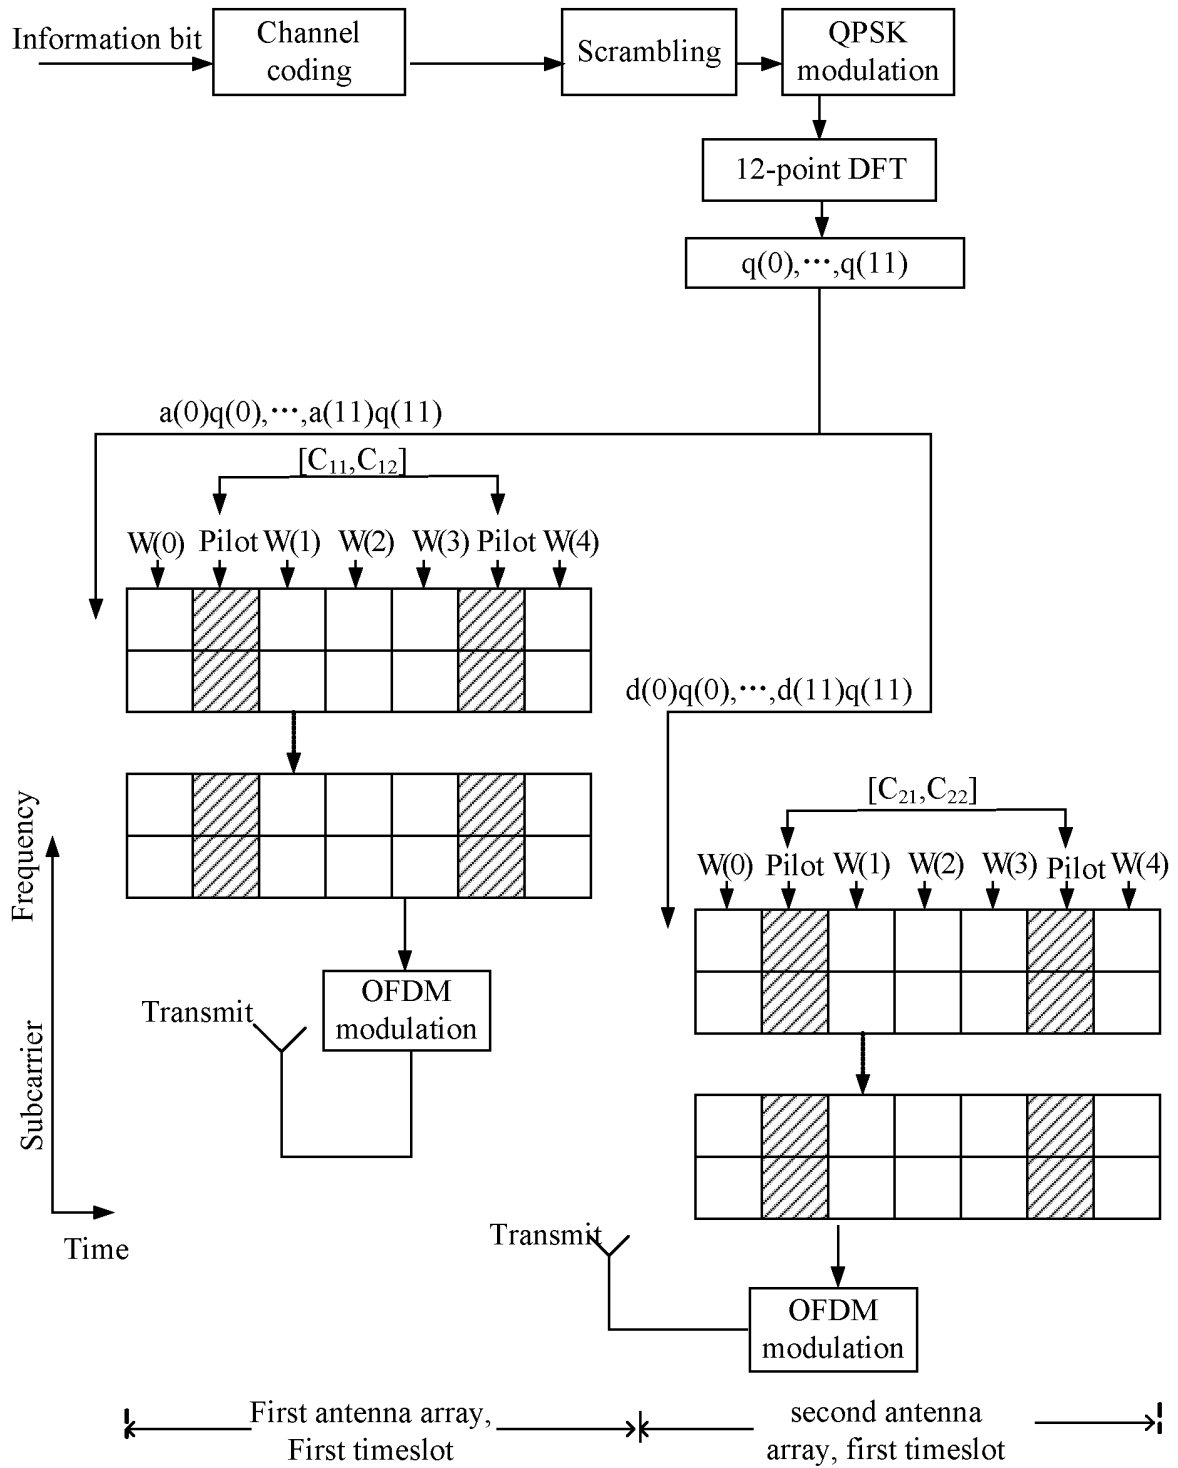 Information bit
Channel
coding
Scrambling
QPSK
modulation
12-point DFT
q(0),···,q(11)
a(0)q(0),···,a(11)q(11)
[C₁₁,C₁₂]
W(0) Pilot W(1) W(2) W(3) Pilot W(4)
d(0)q(0),···,d(11)q(11)
[C₂₁,C₂₂]
W(0) Pilot W(1) W(2) W(3) Pilot W(4)
Frequency
Subcarrier
Time
OFDM
modulation
Transmit
Transmit
OFDM
modulation
First antenna array,
First timeslot
second antenna
array, first timeslot